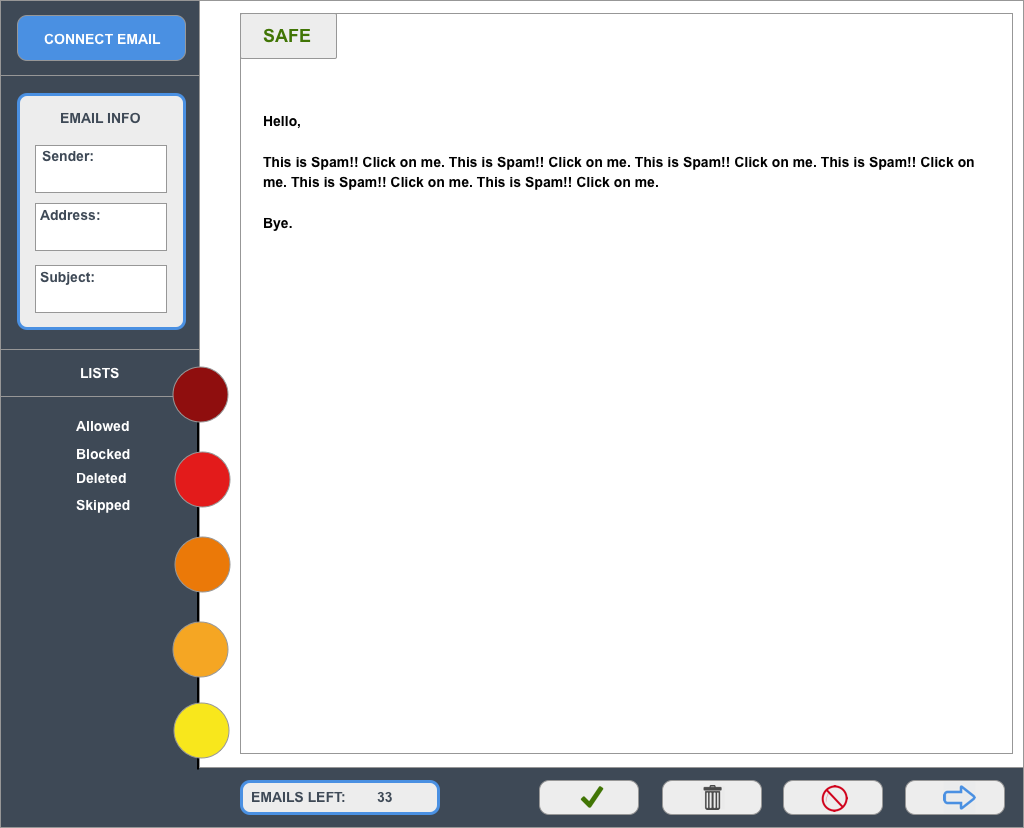 CONNECT EMAIL
EMAIL INFO
Sender:
Address:
Subject:
LISTS
Allowed
Blocked
Deleted
Skipped
SAFE
Hello,
This is Spam!! Click on me. This is Spam!! Click on me. This is Spam!! Click on me. This is Spam!! Click on
me. This is Spam!! Click on me. This is Spam!! Click on me.
Bye.
EMAILS LEFT: 33